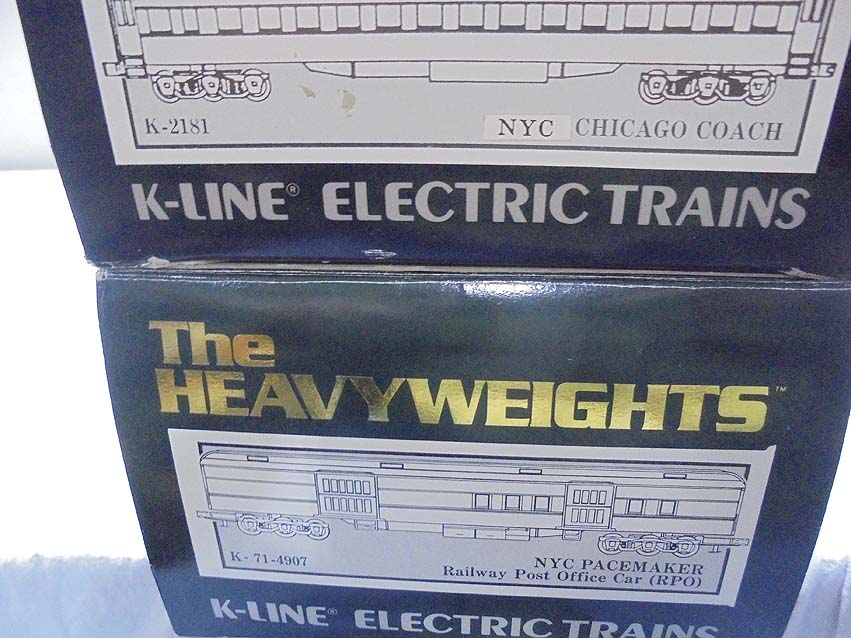 K-2181
NYC CHICAGO COACH
K-LINE® ELECTRIC TRAINS
The
HEAVYWEIGHTS™
K-71-4907
NYC PACEMAKER
Railway Post Office Car (RPO)
K-LINE® ELECTRIC TRAINS